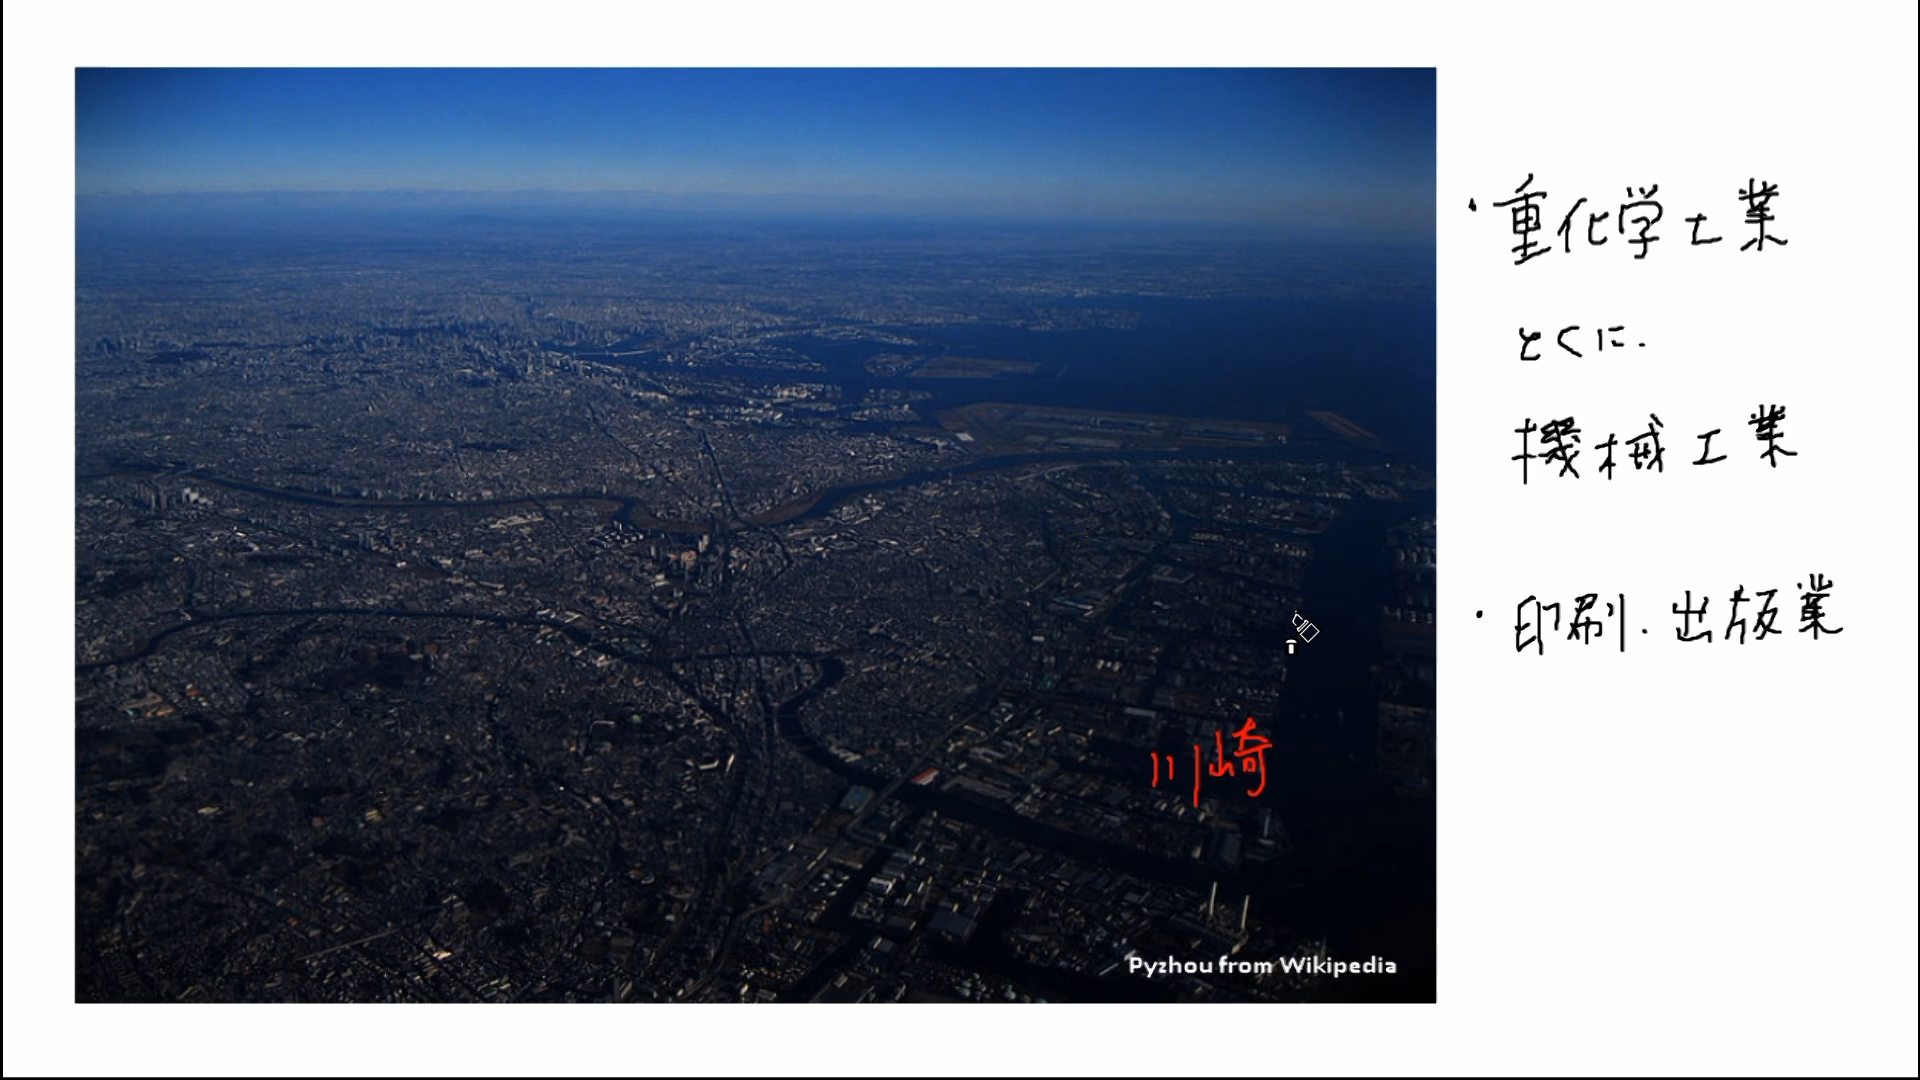 ・重化学工業
とくに.
機械工業
・印刷.出版業
川崎
Pyzhou from Wikipedia